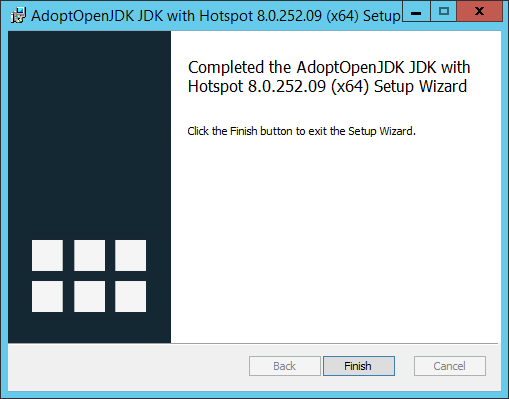 AdoptOpenJDK JDK with Hotspot 8.0.252.09 (x64) Setup
Completed the AdoptOpenJDK JDK with
Hotspot 8.0.252.09 (x64) Setup Wizard
Click the Finish button to exit the Setup Wizard.
Back
Finish
Cancel